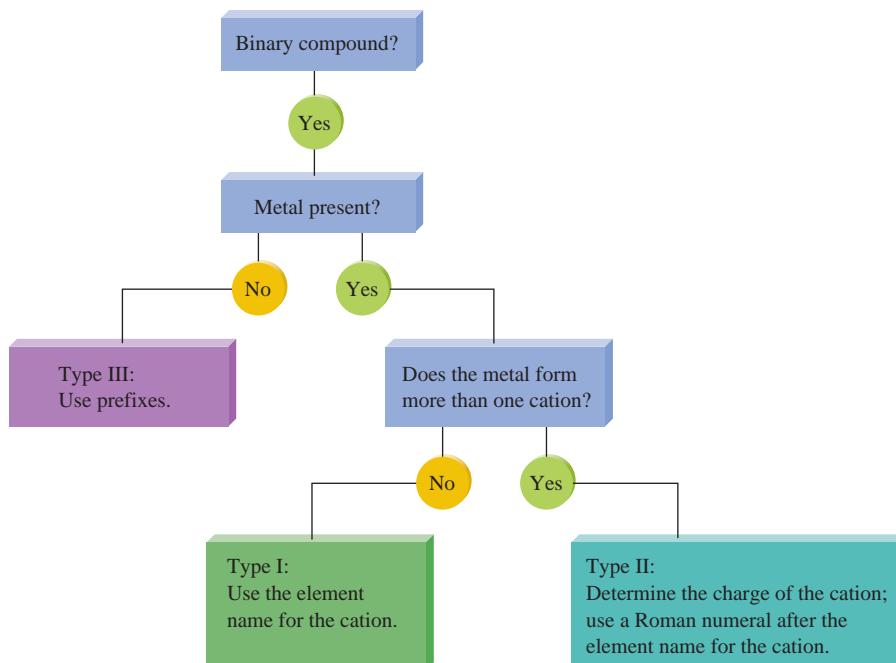 Binary compound?
Yes
Metal present?
No
Yes
Type III:
Use prefixes.
Does the metal form
more than one cation?
No
Yes
Type I:
Use the element
name for the cation.
Type II:
Determine the charge of the cation;
use a Roman numeral after the
element name for the cation.